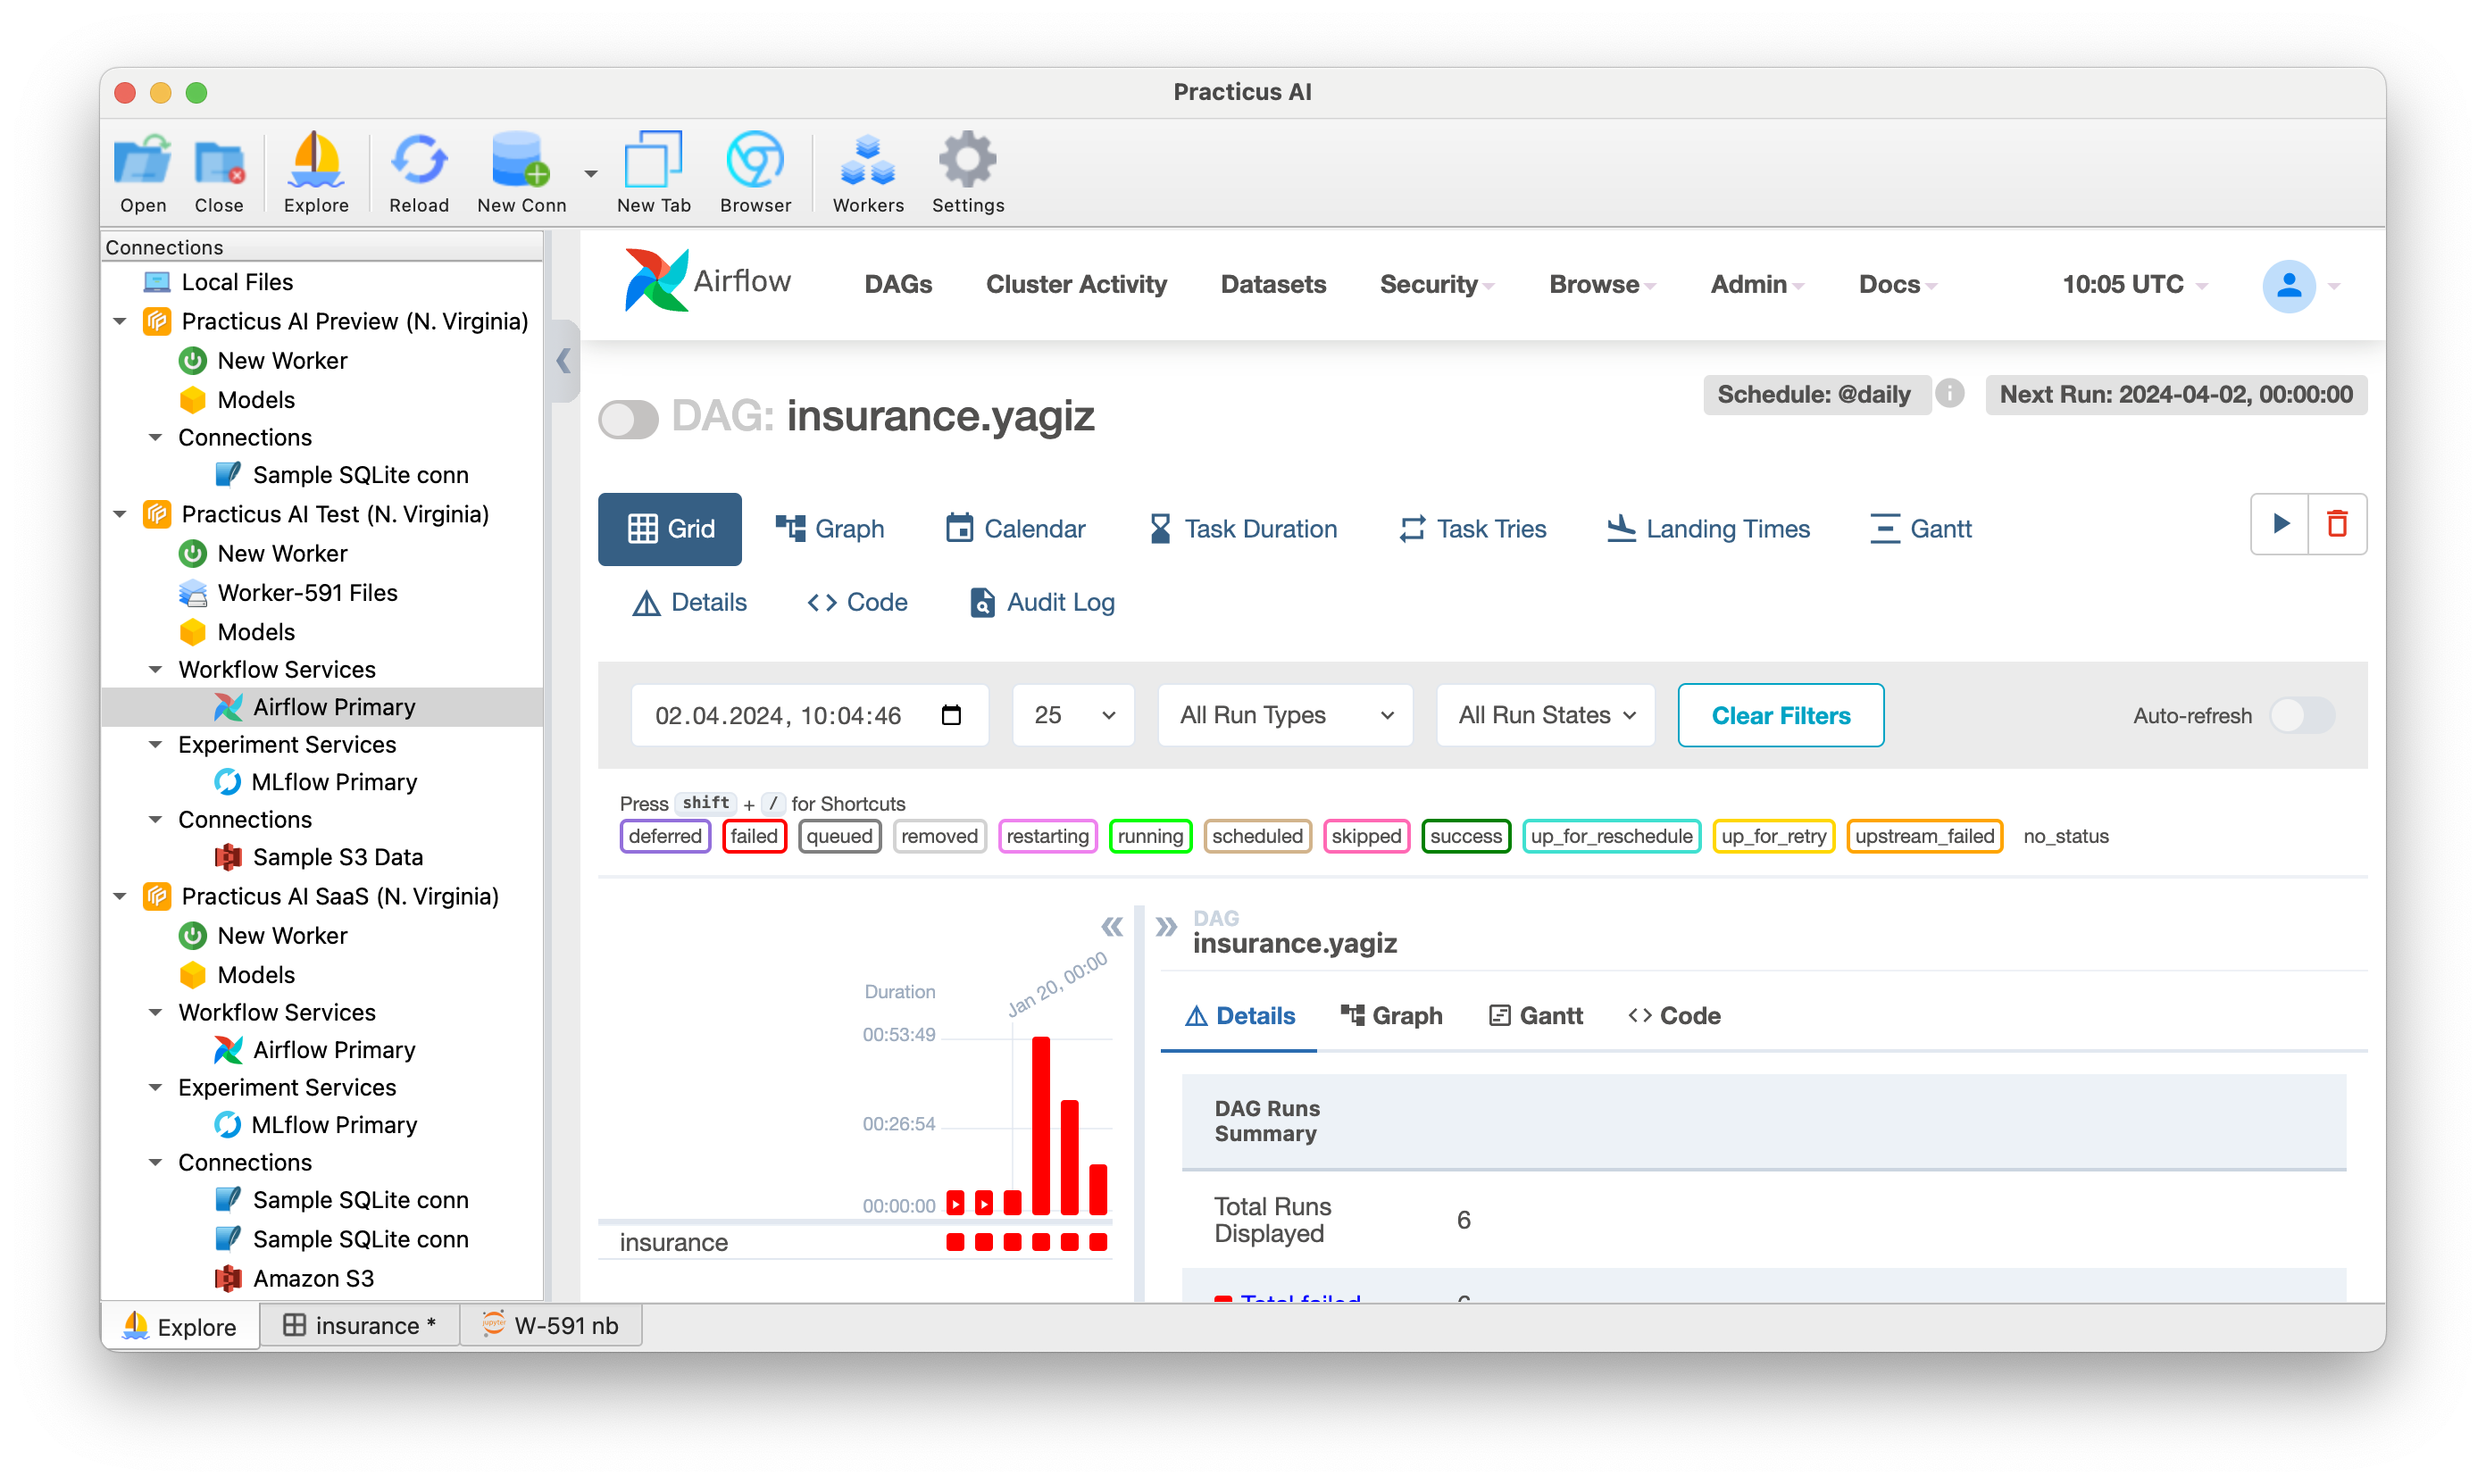 Practicus AI
Open
Close
Explore
Reload
New Conn
New Tab
Browser
Workers
Settings
Connections
Local Files
Practicus AI Preview (N. Virginia)
New Worker
Models
Connections
Sample SQLite conn
Practicus AI Test (N. Virginia)
New Worker
Worker-591 Files
Models
Workflow Services
Airflow Primary
Experiment Services
MLflow Primary
Connections
Sample S3 Data
Practicus AI SaaS (N. Virginia)
New Worker
Models
Workflow Services
Airflow Primary
Experiment Services
MLflow Primary
Connections
Sample SQLite conn
Sample SQLite conn
Amazon S3
Airflow
DAGs
Cluster Activity
Datasets
Security
Browse
Admin
Docs
10:05 UTC
DAG: insurance.yagiz
Schedule: @daily
Next Run: 2024-04-02, 00:00:00
Grid
Graph
Calendar
Task Duration
Task Tries
Landing Times
Gantt
Details
Code
Audit Log
02.04.2024, 10:04:46
25
All Run Types
All Run States
Clear Filters
Auto-refresh
Press shift + / for Shortcuts
deferred
failed
queued
removed
restarting
running
scheduled
skipped
success
up_for_reschedule
up_for_retry
upstream_failed
no_status
Duration
Jan 20, 00:00
00:53:49
00:26:54
00:00:00
insurance
DAG
insurance.yagiz
Details
Graph
Gantt
Code
DAG Runs
Summary
Total Runs
Displayed
6
Total failed
6
Explore
insurance *
W-591 nb